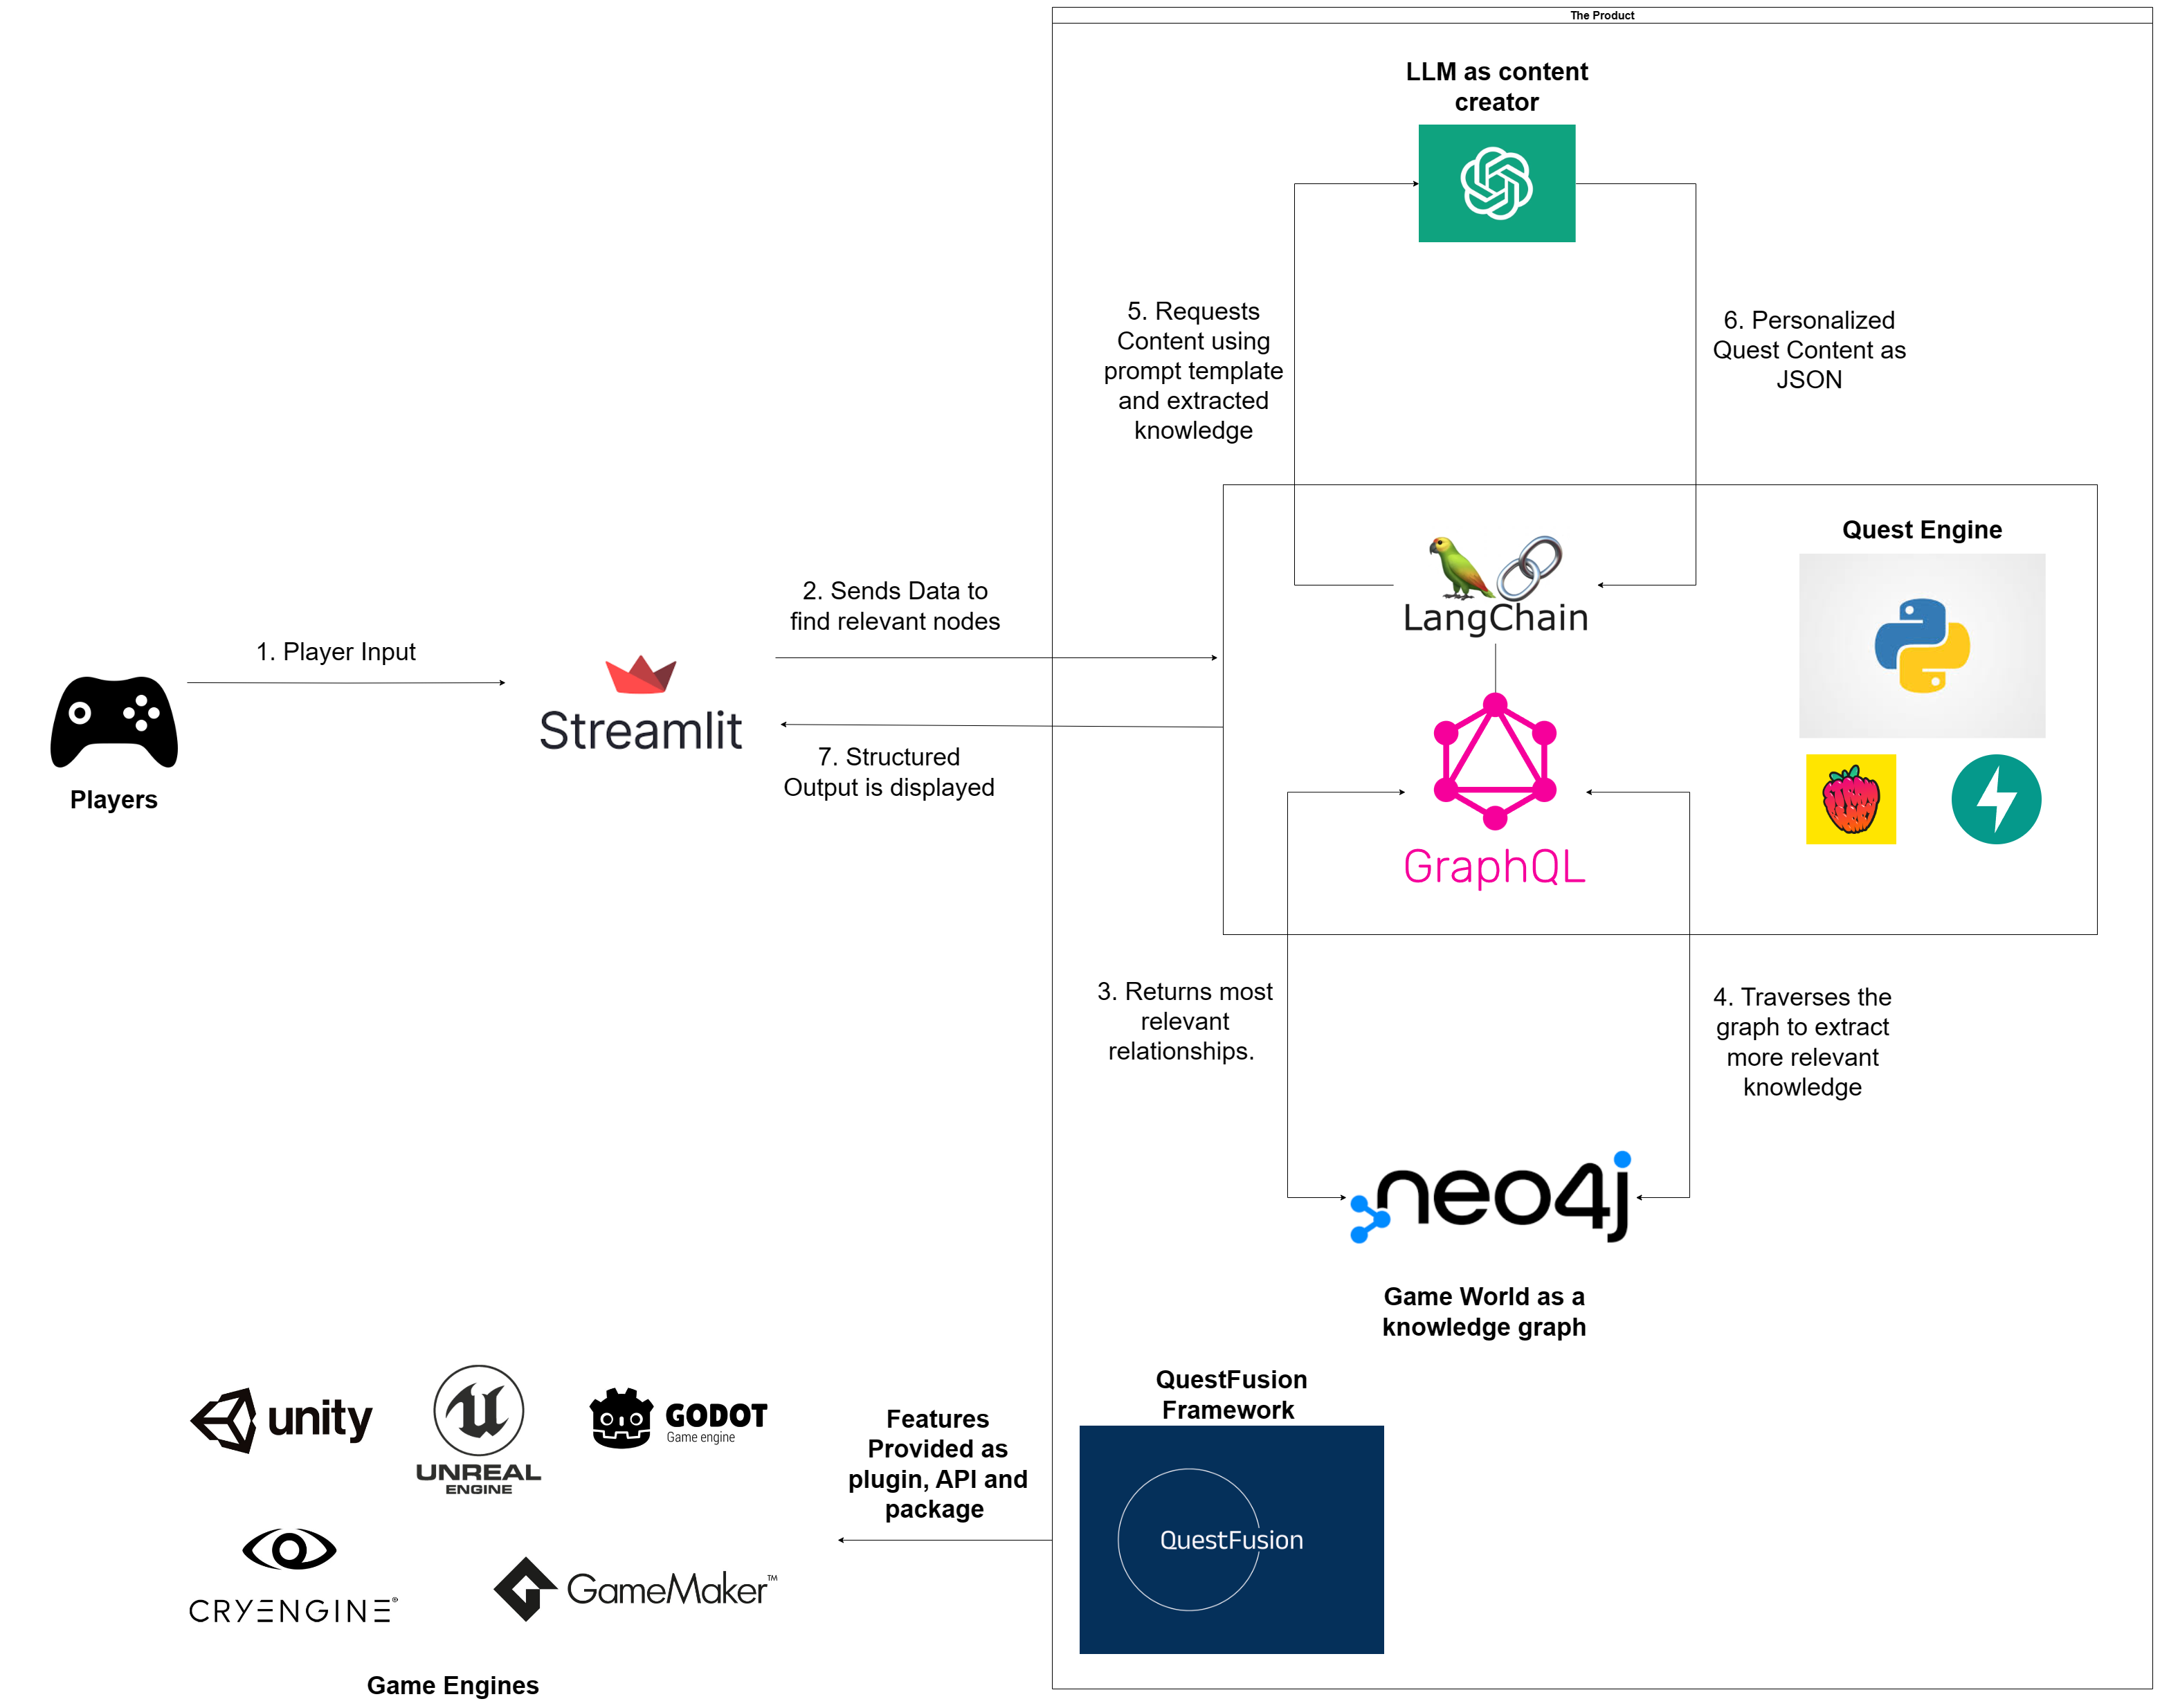 The Product
LLM as content
creator
5. Requests
Content using
prompt template
and extracted
knowledge
6. Personalized
Quest Content as
JSON
Quest Engine
LangChain
2. Sends Data to
find relevant nodes
1. Player Input
Streamlit
7. Structured
Output is displayed
Players
GraphQL
3. Returns most
relevant
relationships.
4. Traverses the
graph to extract
more relevant
knowledge
neo4j
Game World as a
knowledge graph
QuestFusion
Framework
QuestFusion
Features
Provided as
plugin, API and
package
unity
UNREAL
ENGINE
GODOT
Game engine
CRYENGINE®
GameMaker™
Game Engines